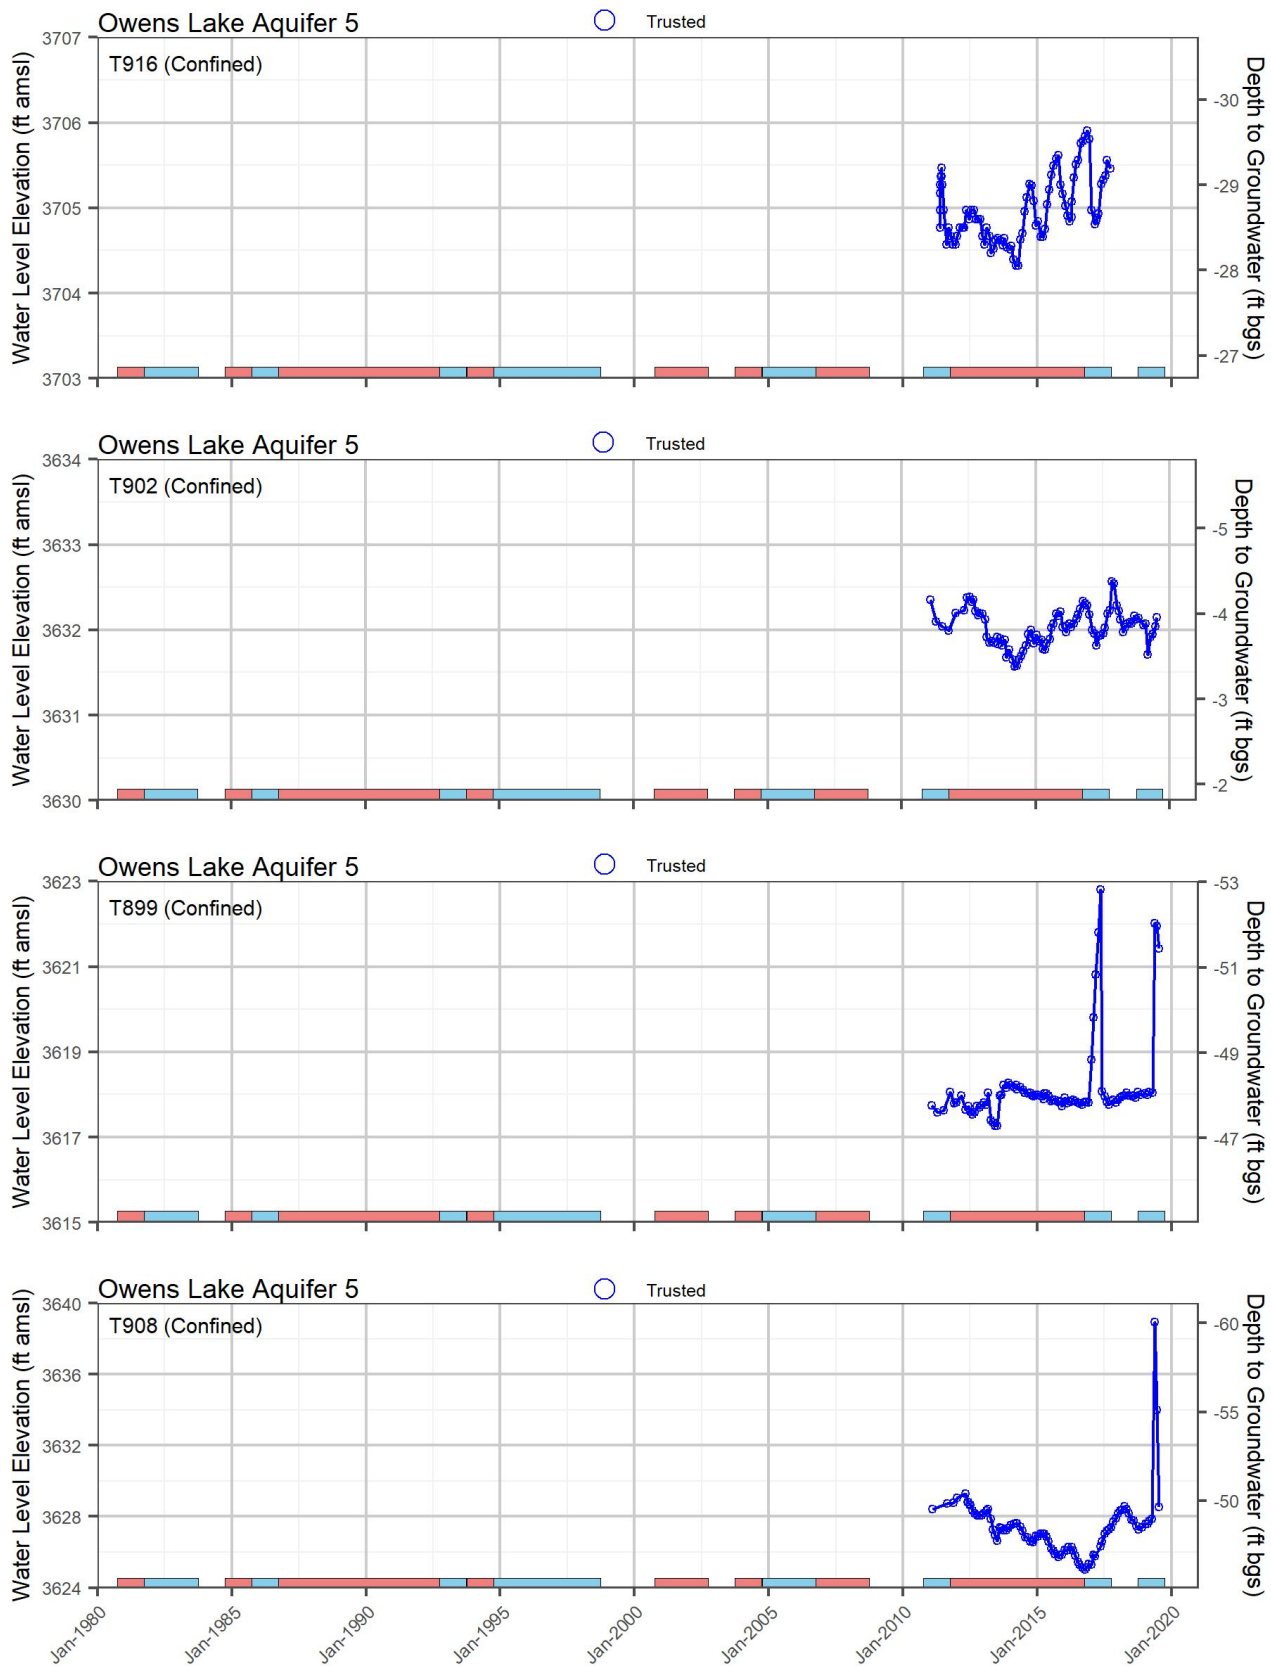 Owens Lake Aquifer 5
Trusted
T916 (Confined)
Water Level Elevation (ft amsl)
3707
3706
3705
3704
3703
-30
-29
-28
-27
Depth to Groundwater (ft bgs)
Owens Lake Aquifer 5
Trusted
T902 (Confined)
Water Level Elevation (ft amsl)
3634
3633
3632
3631
3630
-5
-4
-3
-2
Depth to Groundwater (ft bgs)
Owens Lake Aquifer 5
Trusted
T899 (Confined)
Water Level Elevation (ft amsl)
3623
3621
3619
3617
3615
-53
-51
-49
-47
Depth to Groundwater (ft bgs)
Owens Lake Aquifer 5
Trusted
T908 (Confined)
Water Level Elevation (ft amsl)
3640
3636
3632
3628
3624
-60
-55
-50
Depth to Groundwater (ft bgs)
Jan-1980
Jan-1985
Jan-1990
Jan-1995
Jan-2000
Jan-2005
Jan-2010
Jan-2015
Jan-2020